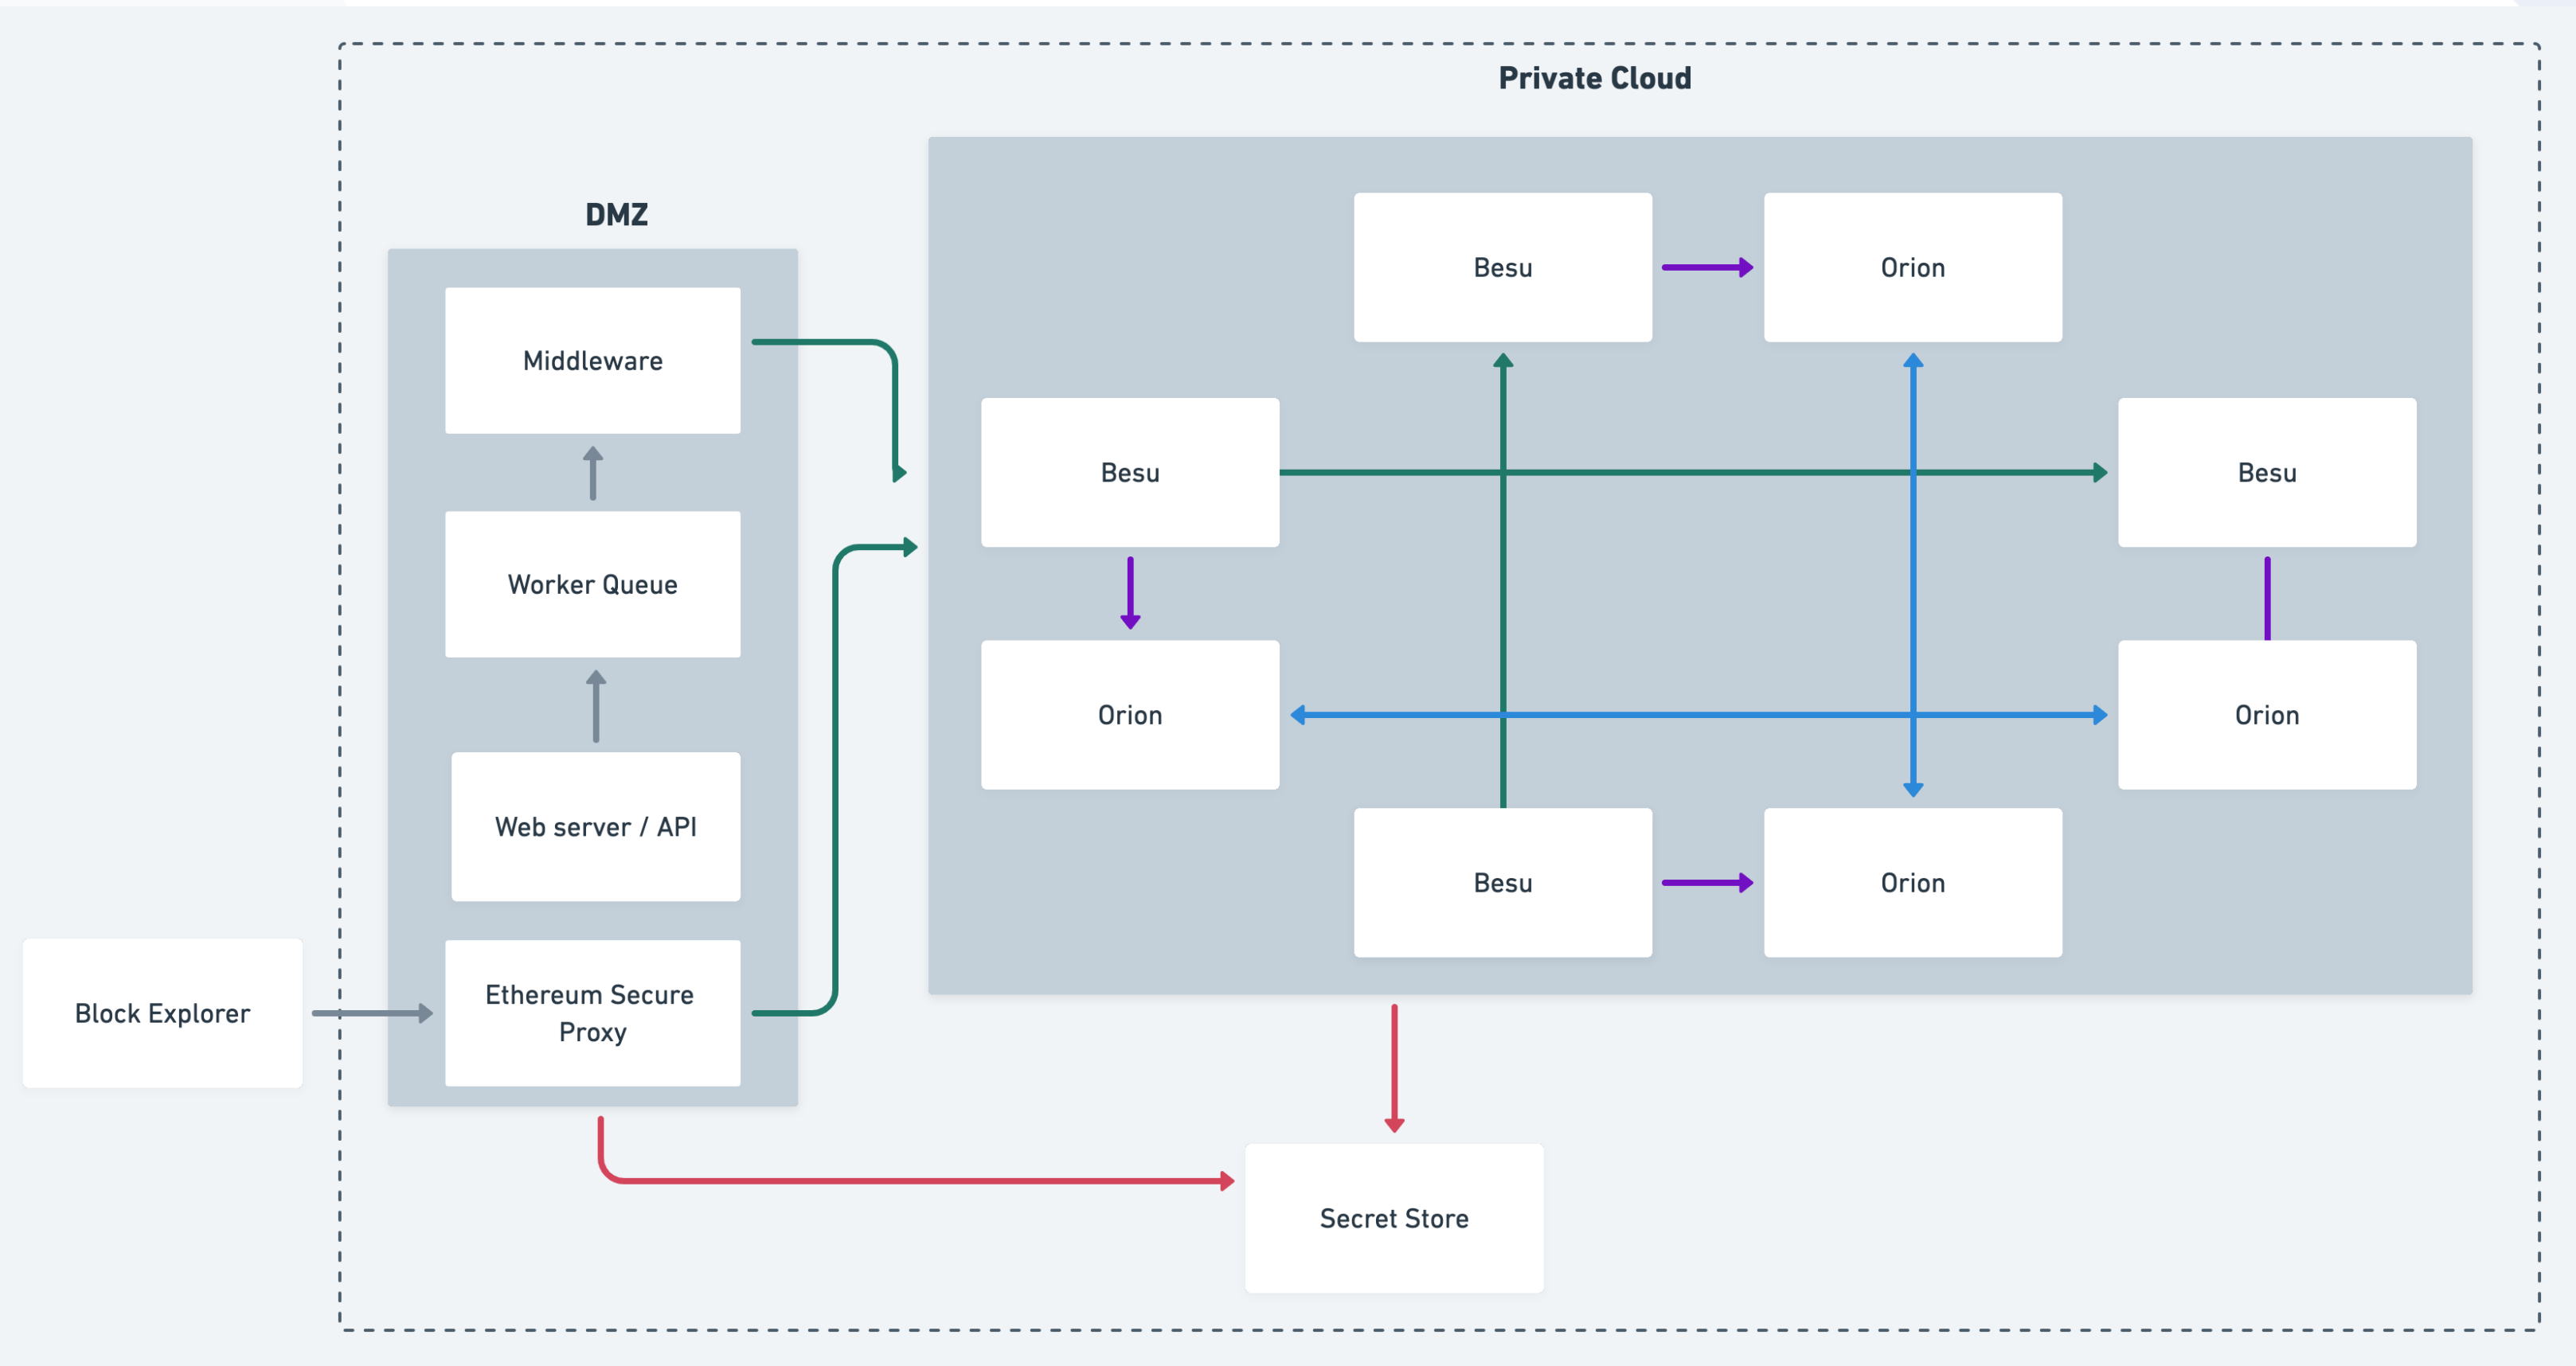 Private Cloud
DMZ
Middleware
Worker Queue
Web server / API
Ethereum Secure
Proxy
Block Explorer
Besu
Orion
Besu
Besu
Orion
Orion
Besu
Orion
Secret Store